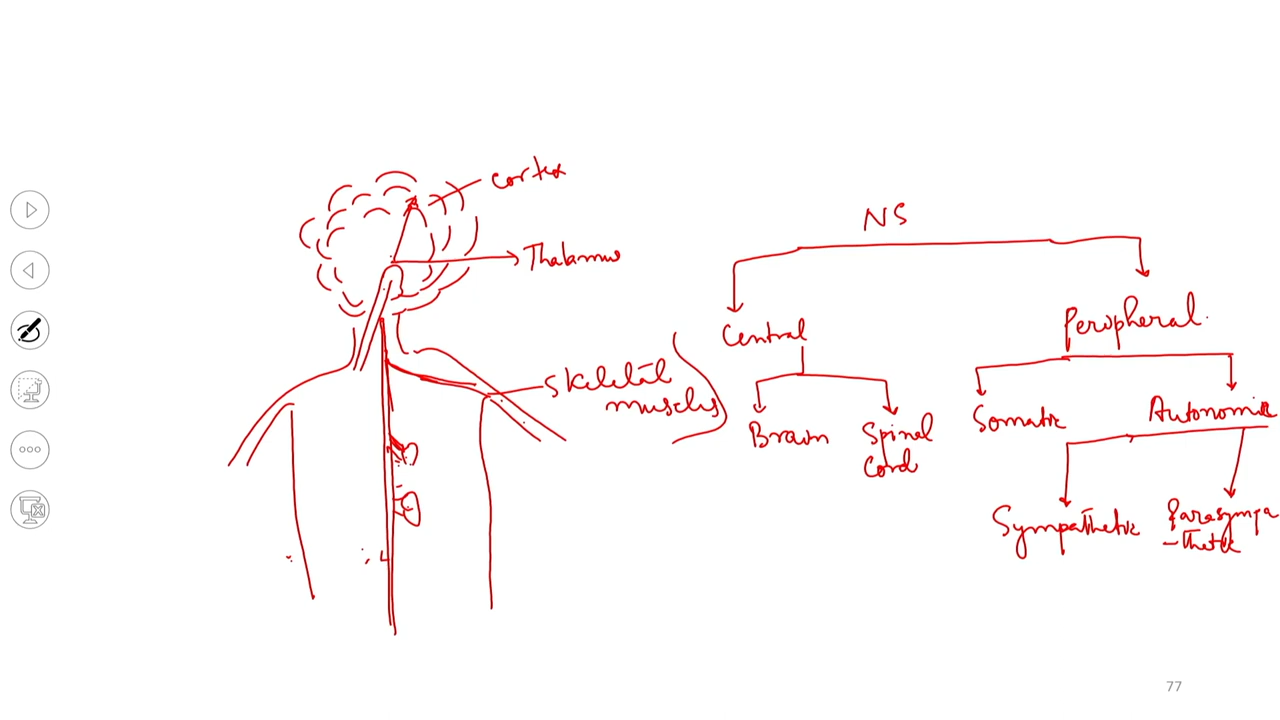 Cortex
Thalamus
Skeletal
muscles
NS
Central
Peripheral.
Brain
Spinal
Cord
Somatic
Autonomic
Sympathetic
Parasympa
-thetic
77